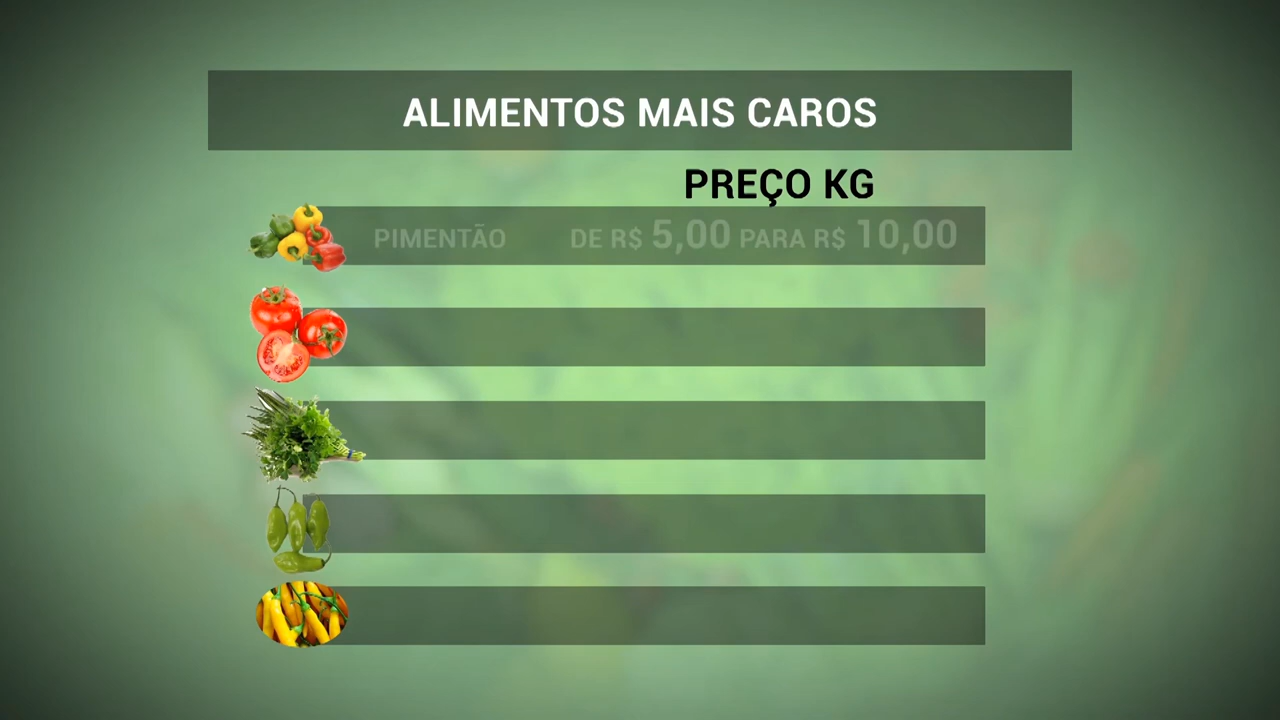 ALIMENTOS MAIS CAROS
PREÇO KG
PIMENTÃO DE R$ 5,00 PARA R$ 10,00